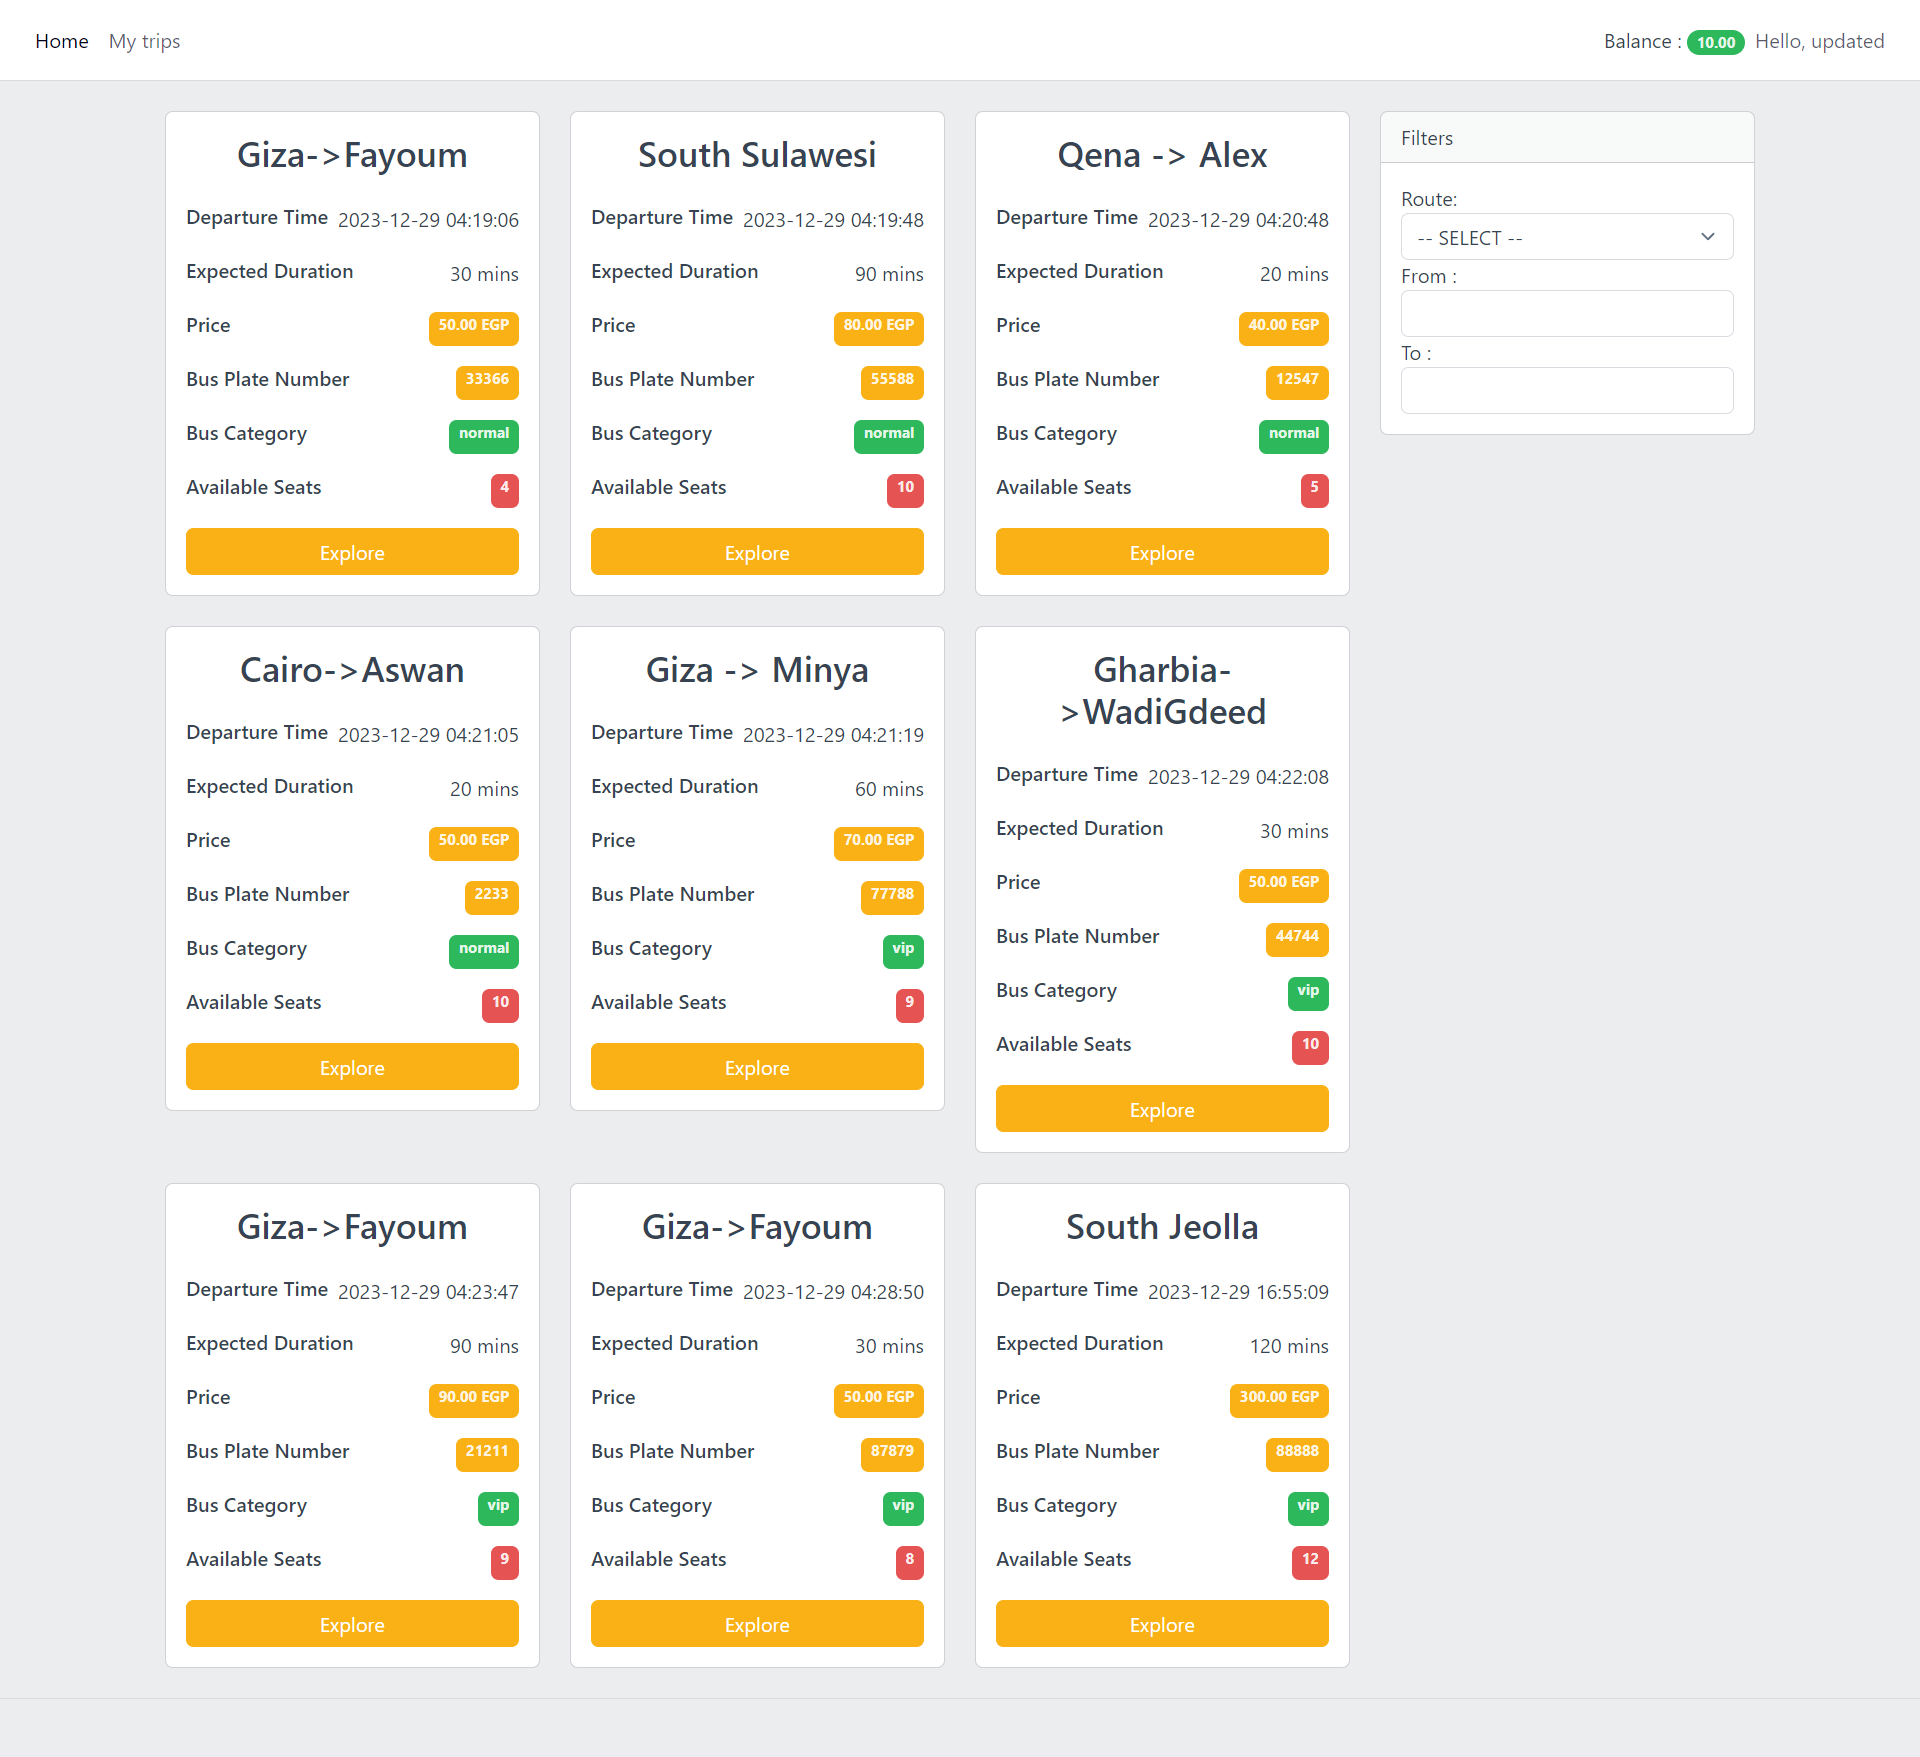 Home My trips Balance : 10.00 Hello, updated
Giza->Fayoum
Departure Time 2023-12-29 04:19:06
Expected Duration 30 mins
Price 50.00 EGP
Bus Plate Number 33366
Bus Category normal
Available Seats 4
Explore
South Sulawesi
Departure Time 2023-12-29 04:19:48
Expected Duration 90 mins
Price 80.00 EGP
Bus Plate Number 55588
Bus Category normal
Available Seats 10
Explore
Qena -> Alex
Departure Time 2023-12-29 04:20:48
Expected Duration 20 mins
Price 40.00 EGP
Bus Plate Number 12547
Bus Category normal
Available Seats 5
Explore
Filters
Route:
-- SELECT --
From :
To :
Cairo->Aswan
Departure Time 2023-12-29 04:21:05
Expected Duration 20 mins
Price 50.00 EGP
Bus Plate Number 2233
Bus Category normal
Available Seats 10
Explore
Giza -> Minya
Departure Time 2023-12-29 04:21:19
Expected Duration 60 mins
Price 70.00 EGP
Bus Plate Number 77788
Bus Category vip
Available Seats 9
Explore
Gharbia-
>WadiGdeed
Departure Time 2023-12-29 04:22:08
Expected Duration 30 mins
Price 50.00 EGP
Bus Plate Number 44744
Bus Category vip
Available Seats 10
Explore
Giza->Fayoum
Departure Time 2023-12-29 04:23:47
Expected Duration 90 mins
Price 90.00 EGP
Bus Plate Number 21211
Bus Category vip
Available Seats 9
Explore
Giza->Fayoum
Departure Time 2023-12-29 04:28:50
Expected Duration 30 mins
Price 50.00 EGP
Bus Plate Number 87879
Bus Category vip
Available Seats 8
Explore
South Jeolla
Departure Time 2023-12-29 16:55:09
Expected Duration 120 mins
Price 300.00 EGP
Bus Plate Number 88888
Bus Category vip
Available Seats 12
Explore